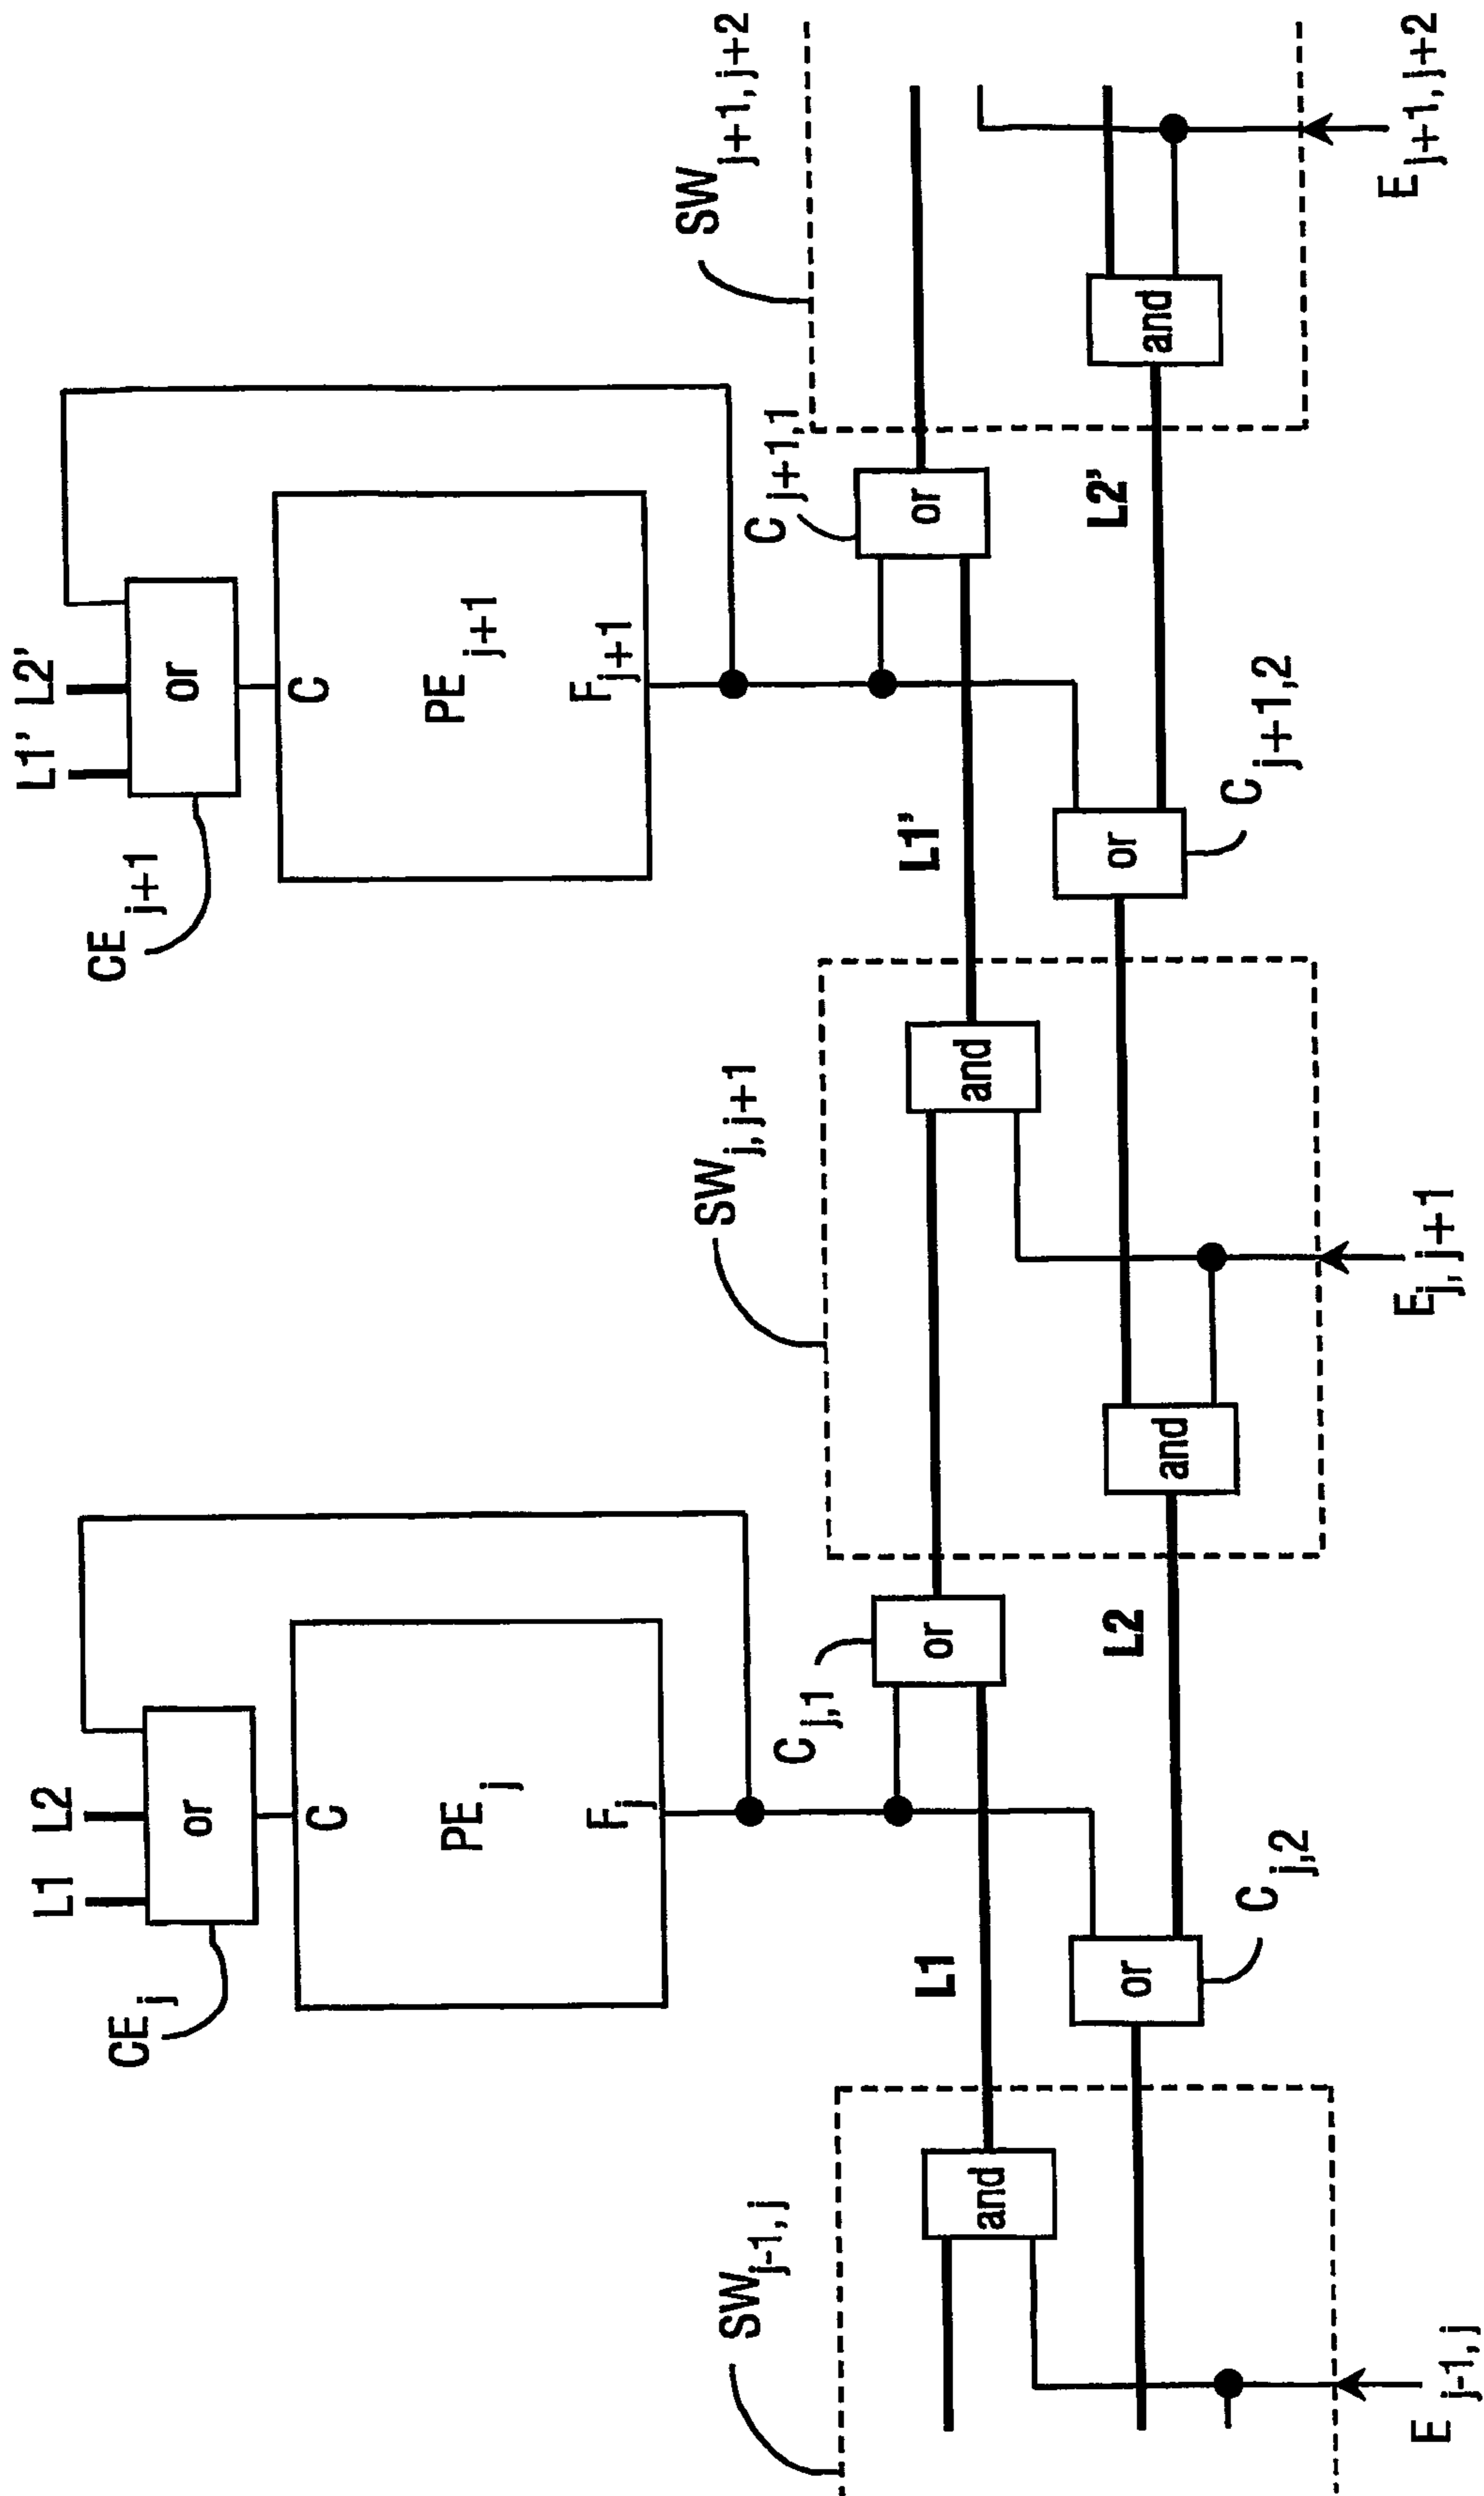 L1 L2
L1' L2'
CE j
or
CE j+1
or
C
C
PE j
PE j+1
F j
F j+1
SW j-1,j
C j,1
SW j,j+1
C j+1,1
SW j+1,j+2
and
L1
or
and
L1'
or
or
L2
and
or
L2'
and
C j,2
C j+1,2
E j-1,j
E j,j+1
E j+1,j+2